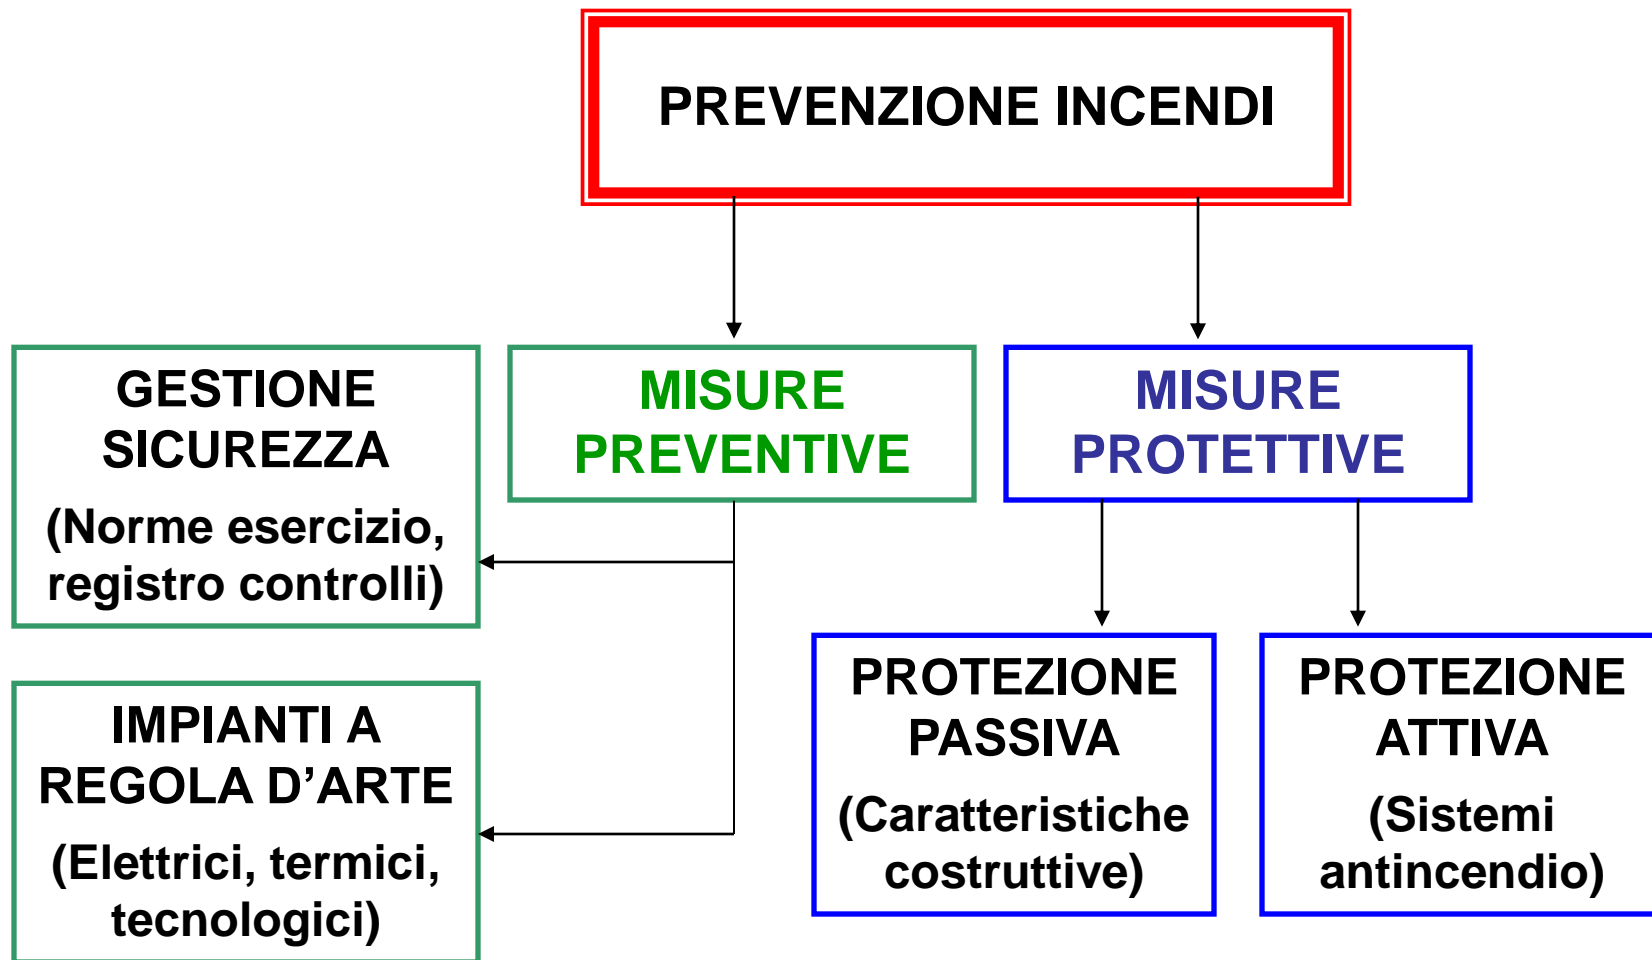 PREVENZIONE INCENDI
MISURE
PREVENTIVE
GESTIONE
SICUREZZA
(Norme esercizio,
registro controlli)
IMPIANTI A
REGOLA D’ARTE
(Elettrici, termici,
tecnologici)
MISURE
PROTETTIVE
PROTEZIONE
PASSIVA
(Caratteristiche
costruttive)
PROTEZIONE
ATTIVA
(Sistemi
antincendio)